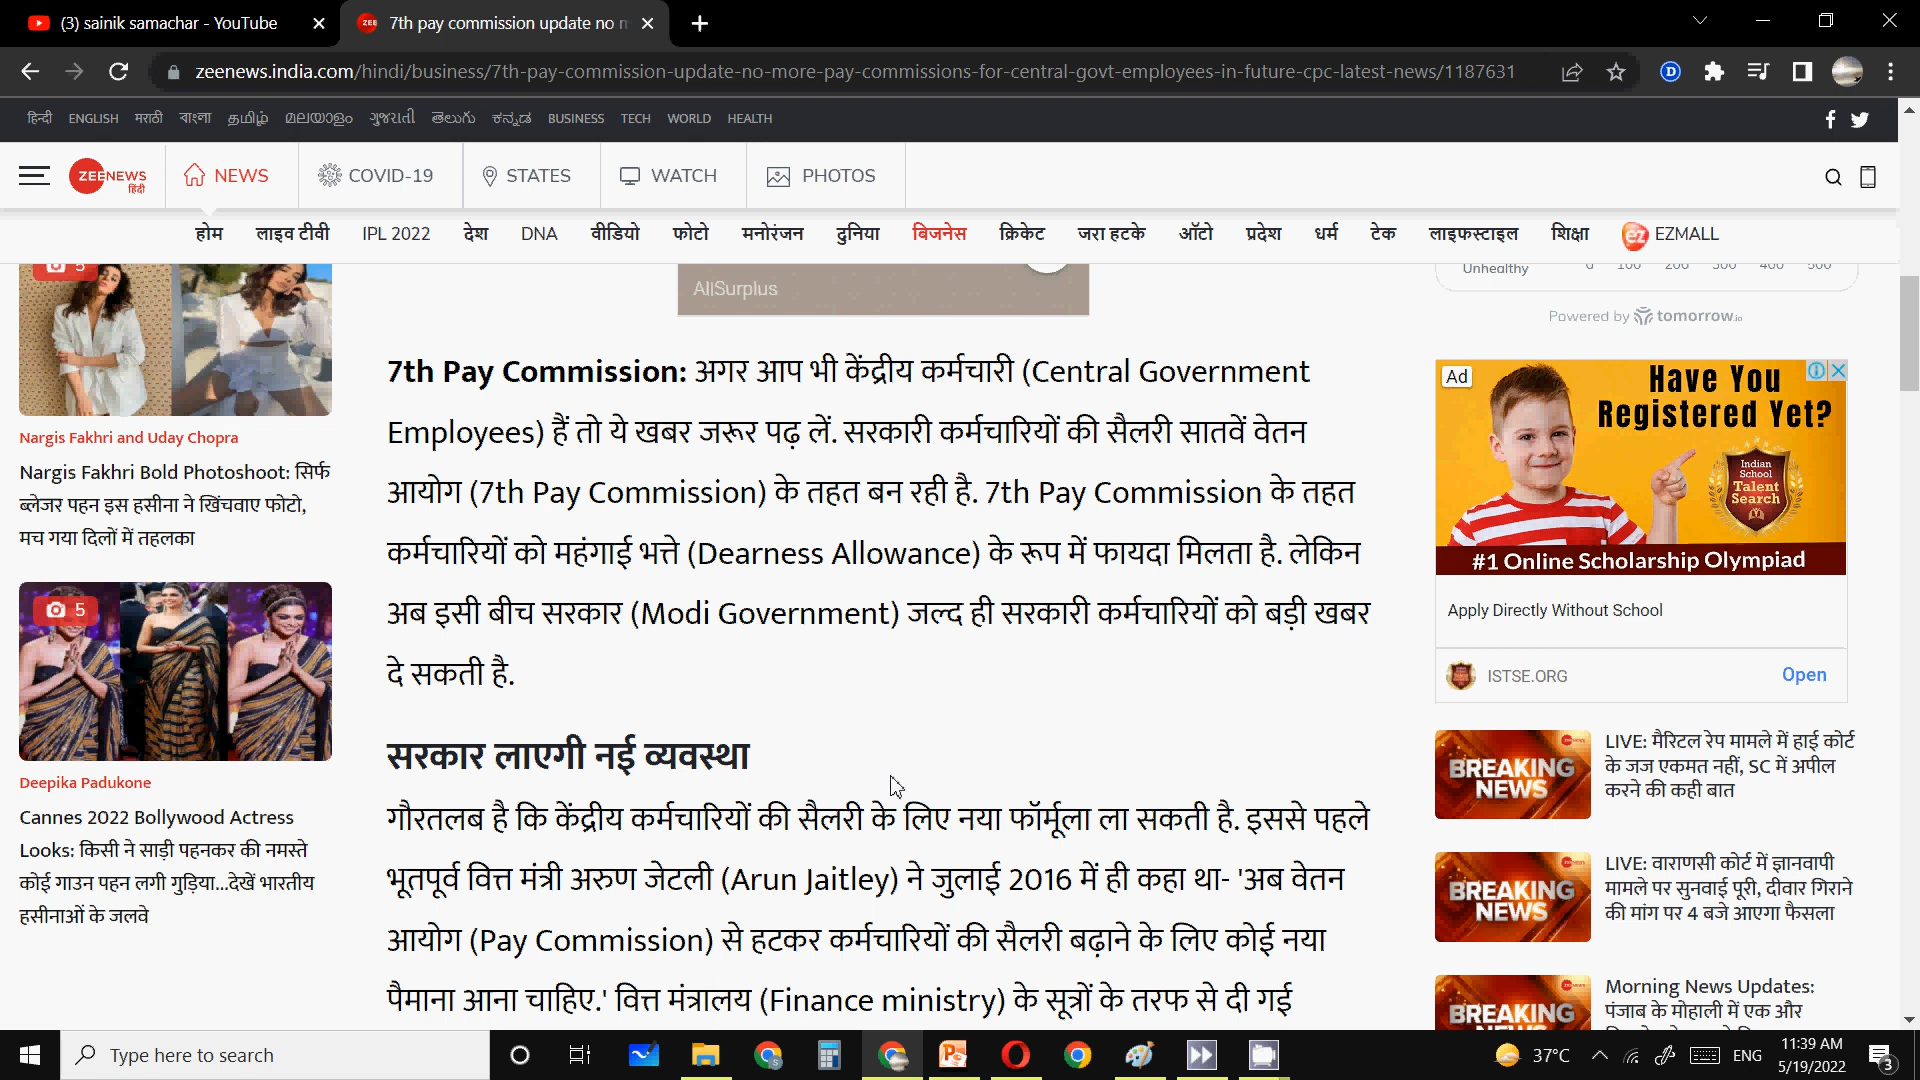 (3) sainik samachar - YouTube
7th pay commission update no
zeenews.india.com/hindi/business/7th-pay-commission-update-no-more-pay-commissions-for-central-govt-employees-in-future-cpc-latest-news/1187631
हिन्दी ENGLISH मराठी বাংলা தமிழ் മലയാളം ગુજરાતી తెలుగు ಕನ್ನಡ BUSINESS TECH WORLD HEALTH
ZEENEWS हिंदी NEWS COVID-19 STATES WATCH PHOTOS
होम लाइव टीवी IPL 2022 देश DNA वीडियो फोटो मनोरंजन दुनिया बिजनेस क्रिकेट जरा हटके ऑटो प्रदेश धर्म टेक लाइफस्टाइल शिक्षा EZMALL
5
Nargis Fakhri and Uday Chopra
Nargis Fakhri Bold Photoshoot: सिर्फ
ब्लेजर पहन इस हसीना ने खिंचवाए फोटो,
मच गया दिलों में तहलका
5
Deepika Padukone
Cannes 2022 Bollywood Actress
Looks: किसी ने साड़ी पहनकर की नमस्ते
कोई गाउन पहन लगी गुड़िया...देखें भारतीय
हसीनाओं के जलवे
AllSurplus
7th Pay Commission: अगर आप भी केंद्रीय कर्मचारी (Central Government
Employees) हैं तो ये खबर जरूर पढ़ लें. सरकारी कर्मचारियों की सैलरी सातवें वेतन
आयोग (7th Pay Commission) के तहत बन रही है. 7th Pay Commission के तहत
कर्मचारियों को महंगाई भत्ते (Dearness Allowance) के रूप में फायदा मिलता है. लेकिन
अब इसी बीच सरकार (Modi Government) जल्द ही सरकारी कर्मचारियों को बड़ी खबर
दे सकती है.
सरकार लाएगी नई व्यवस्था
गौरतलब है कि केंद्रीय कर्मचारियों की सैलरी के लिए नया फॉर्मूला ला सकती है. इससे पहले
भूतपूर्व वित्त मंत्री अरुण जेटली (Arun Jaitley) ने जुलाई 2016 में ही कहा था- 'अब वेतन
आयोग (Pay Commission) से हटकर कर्मचारियों की सैलरी बढ़ाने के लिए कोई नया
पैमाना आना चाहिए.' वित्त मंत्रालय (Finance ministry) के सूत्रों के तरफ से दी गई
Unhealthy 0 100 200 300 400 500
Powered by tomorrow.io
Ad
Have You
Registered Yet?
Indian
School
Talent
Search
#1 Online Scholarship Olympiad
Apply Directly Without School
ISTSE.ORG Open
BREAKING
NEWS
LIVE: मैरिटल रेप मामले में हाई कोर्ट
के जज एकमत नहीं, SC में अपील
करने की कही बात
BREAKING
NEWS
LIVE: वाराणसी कोर्ट में ज्ञानवापी
मामले पर सुनवाई पूरी, दीवार गिराने
की मांग पर 4 बजे आएगा फैसला
BREAKING
Morning News Updates:
पंजाब के मोहाली में एक और
Type here to search
37°C ENG
11:39 AM
5/19/2022
3